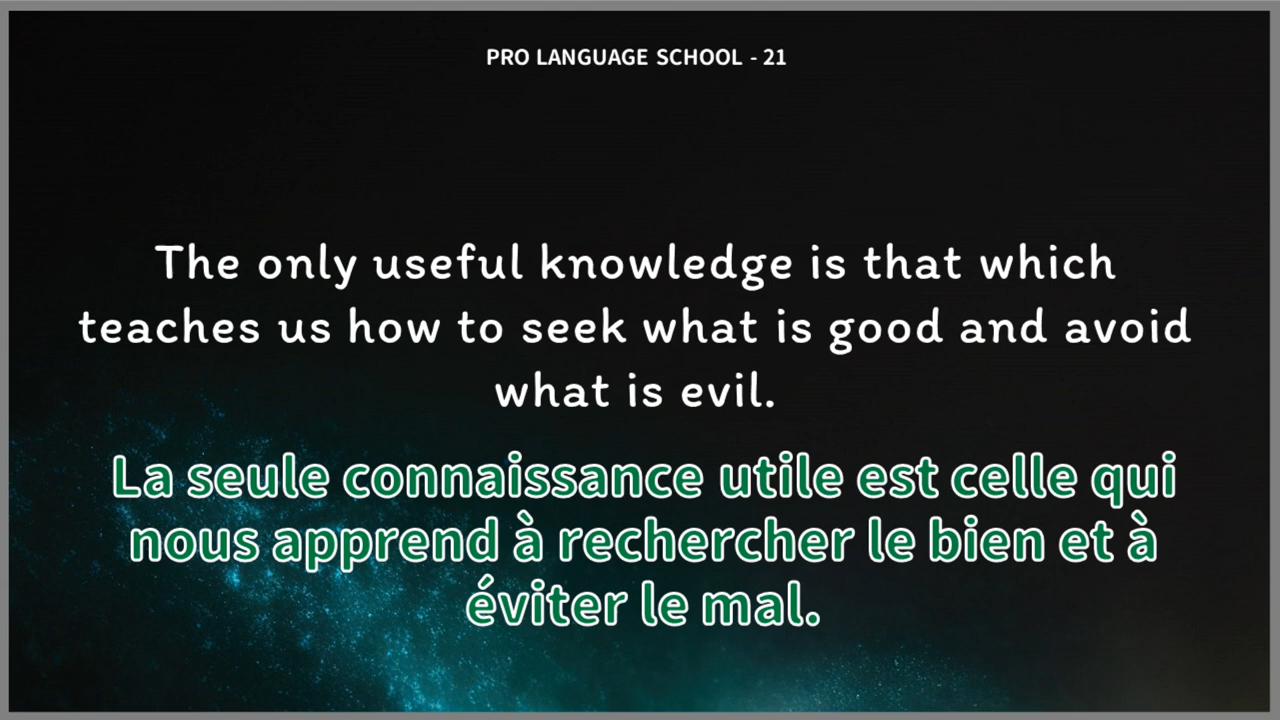 PRO LANGUAGE SCHOOL - 21
The only useful knowledge is that which
teaches us how to seek what is good and avoid
what is evil.
La seule connaissance utile est celle qui
nous apprend à rechercher le bien et à
éviter le mal.